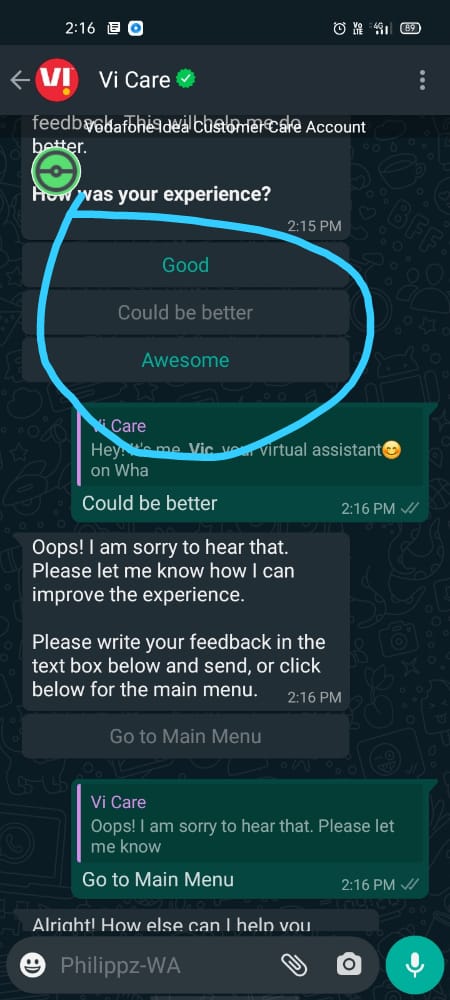 2:16
VO LTE 4G 89
VI Vi Care
feedback. This will help me do
Vodafone Idea Customer Care Account
better.
How was your experience?
2:15 PM
Good
Could be better
Awesome
Vi Care
Hey! It's me, Vic, your virtual assistant😊
on Wha
Could be better
2:16 PM
Oops! I am sorry to hear that.
Please let me know how I can
improve the experience.
Please write your feedback in the
text box below and send, or click
below for the main menu.
2:16 PM
Go to Main Menu
Vi Care
Oops! I am sorry to hear that. Please let
me know
Go to Main Menu
2:16 PM
Alright! How else can I help you
Philippz-WA